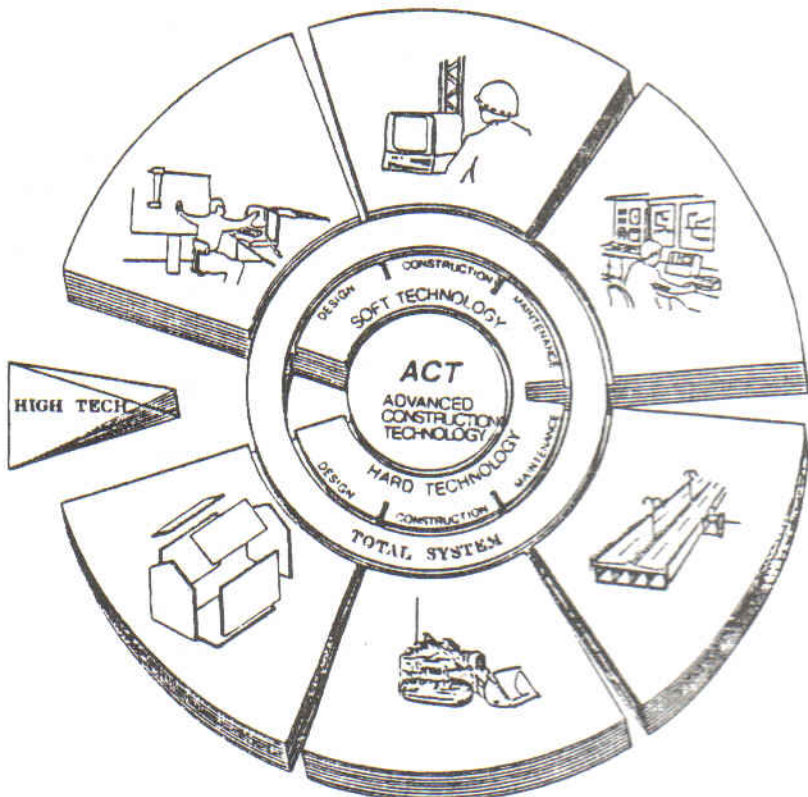 DESIGN
CONSTRUCTION
MAINTENANCE
SOFT TECHNOLOGY
HIGH TECH
ACT
ADVANCED
CONSTRUCTION
TECHNOLOGY
HARD TECHNOLOGY
DESIGN
CONSTRUCTION
MAINTENANCE
TOTAL SYSTEM